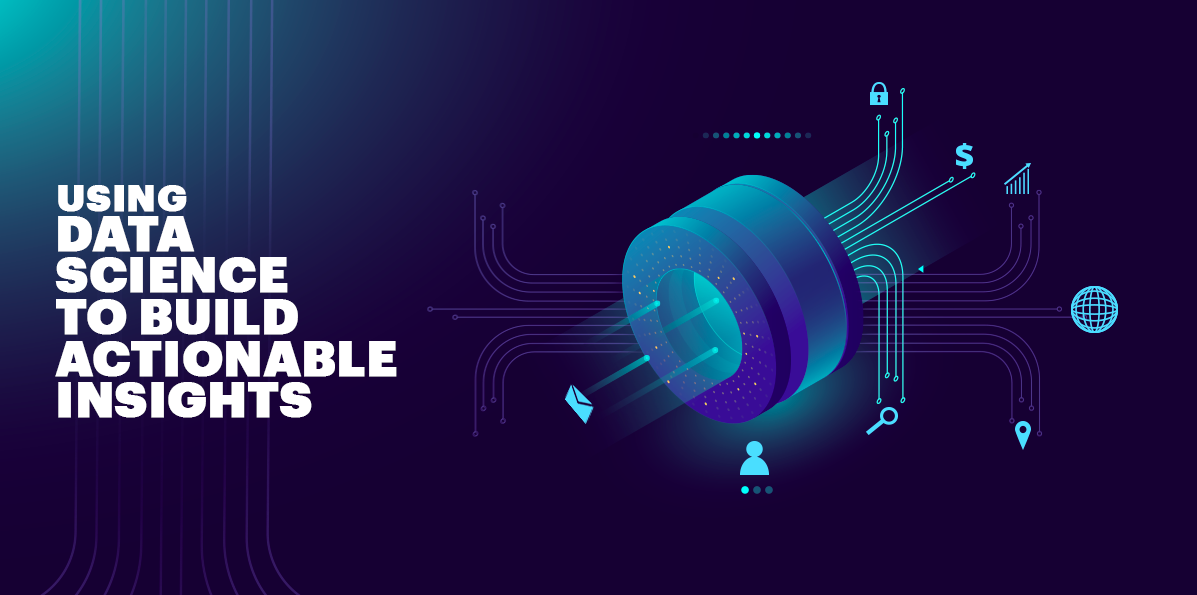 USING
DATA
SCIENCE
TO BUILD
ACTIONABLE
INSIGHTS
$